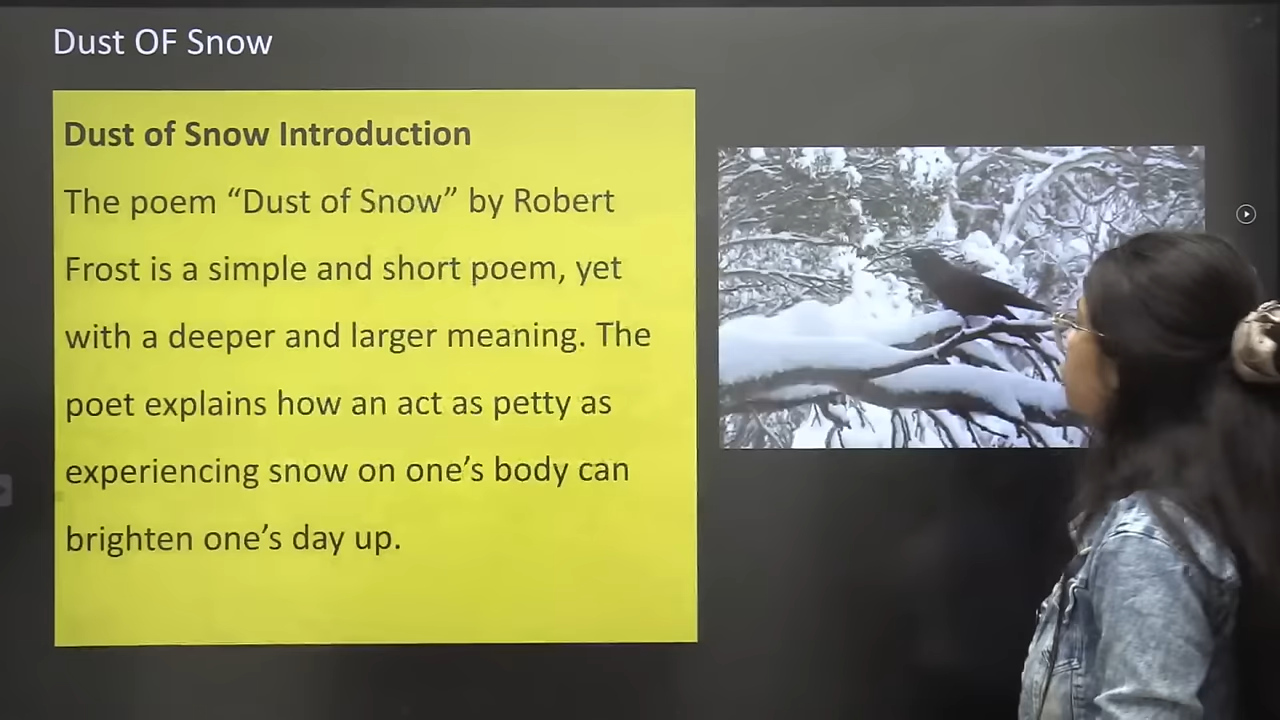 Dust OF Snow
Dust of Snow Introduction
The poem “Dust of Snow” by Robert
Frost is a simple and short poem, yet
with a deeper and larger meaning. The
poet explains how an act as petty as
experiencing snow on one’s body can
brighten one’s day up.